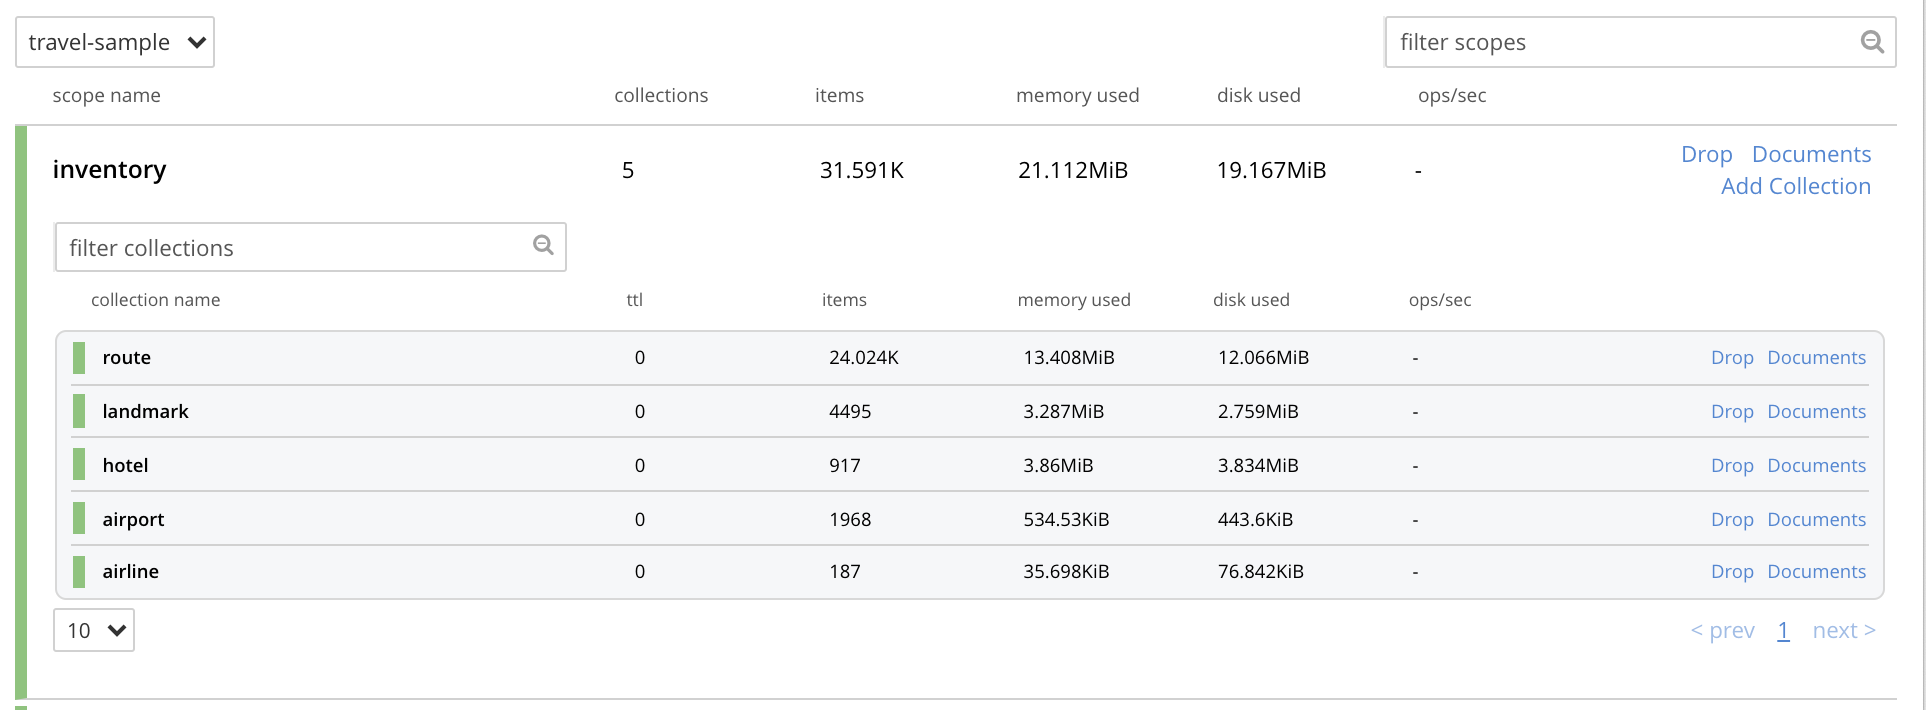 travel-sample filter scopes
scope name collections items memory used disk used ops/sec
inventory 5 31.591K 21.112MiB 19.167MiB - Drop Documents
Add Collection
filter collections
collection name ttl items memory used disk used ops/sec
route 0 24.024K 13.408MiB 12.066MiB - Drop Documents
landmark 0 4495 3.287MiB 2.759MiB - Drop Documents
hotel 0 917 3.86MiB 3.834MiB - Drop Documents
airport 0 1968 534.53KiB 443.6KiB - Drop Documents
airline 0 187 35.698KiB 76.842KiB - Drop Documents
10 < prev 1 next >